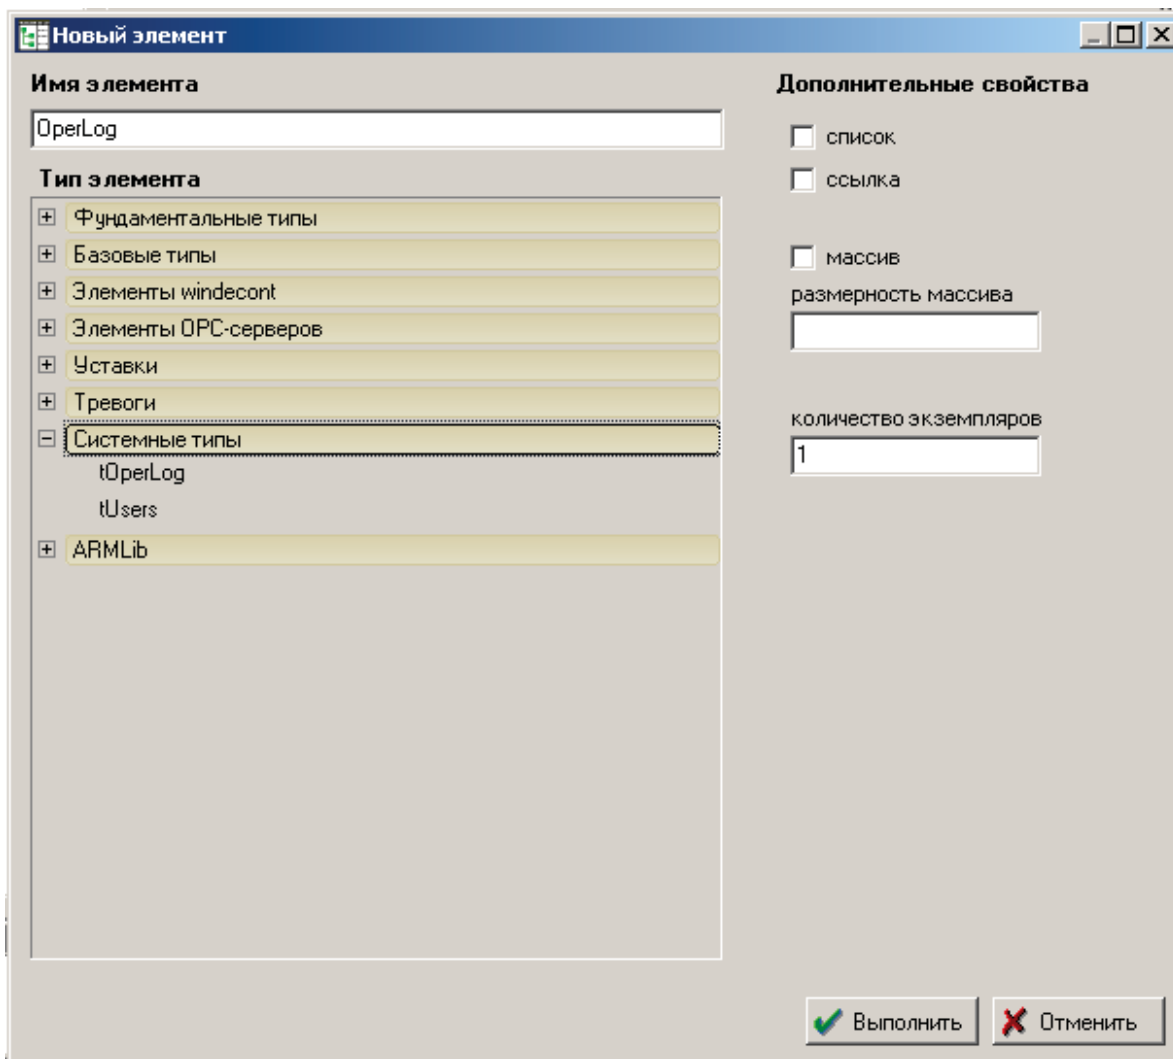 Новый элемент
Имя элемента
OperLog
Тип элемента
Фундаментальные типы
Базовые типы
Элементы windecont
Элементы OPC-серверов
Уставки
Тревоги
Системные типы
tOperLog
tUsers
ARMLib
Дополнительные свойства
список
ссылка
массив
размерность массива
количество экземпляров
1
Выполнить
Отменить